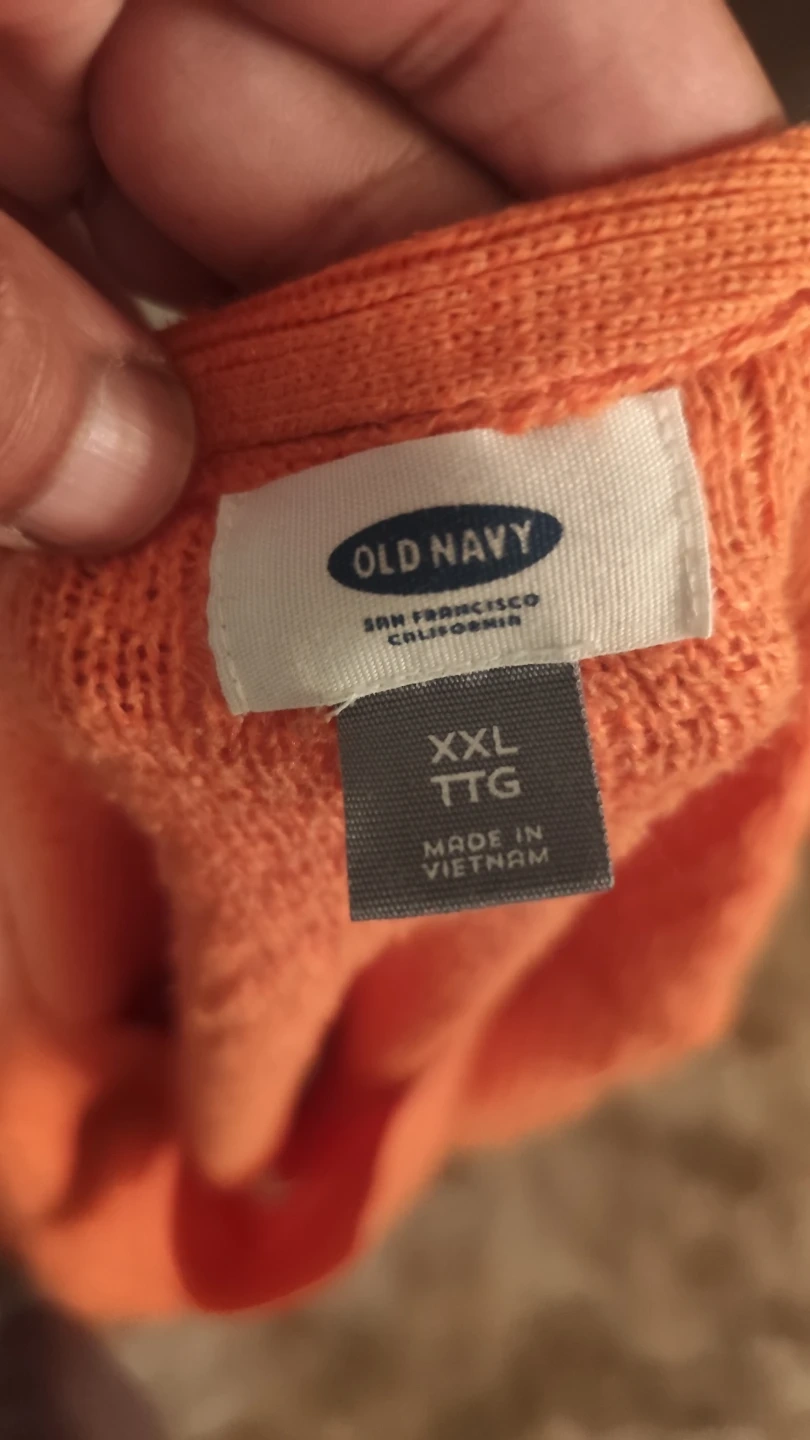 OLD NAVY
SAN FRANCISCO
CALIFORNIA
XXL
TTG
MADE IN
VIETNAM